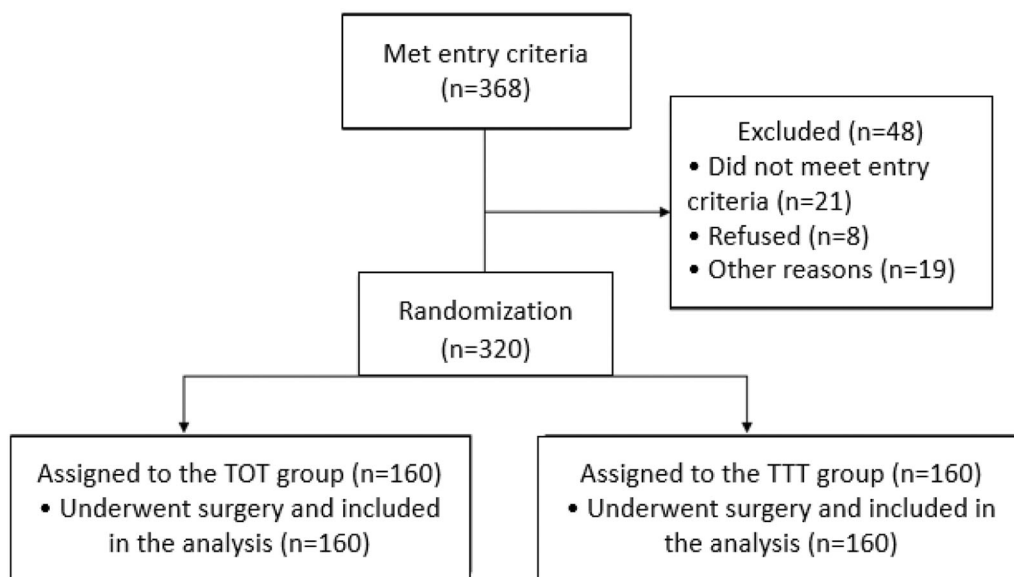 Met entry criteria
(n=368)
Excluded (n=48)
• Did not meet entry
criteria (n=21)
• Refused (n=8)
• Other reasons (n=19)
Randomization
(n=320)
Assigned to the TOT group (n=160)
• Underwent surgery and included
in the analysis (n=160)
Assigned to the TTT group (n=160)
• Underwent surgery and included in
the analysis (n=160)